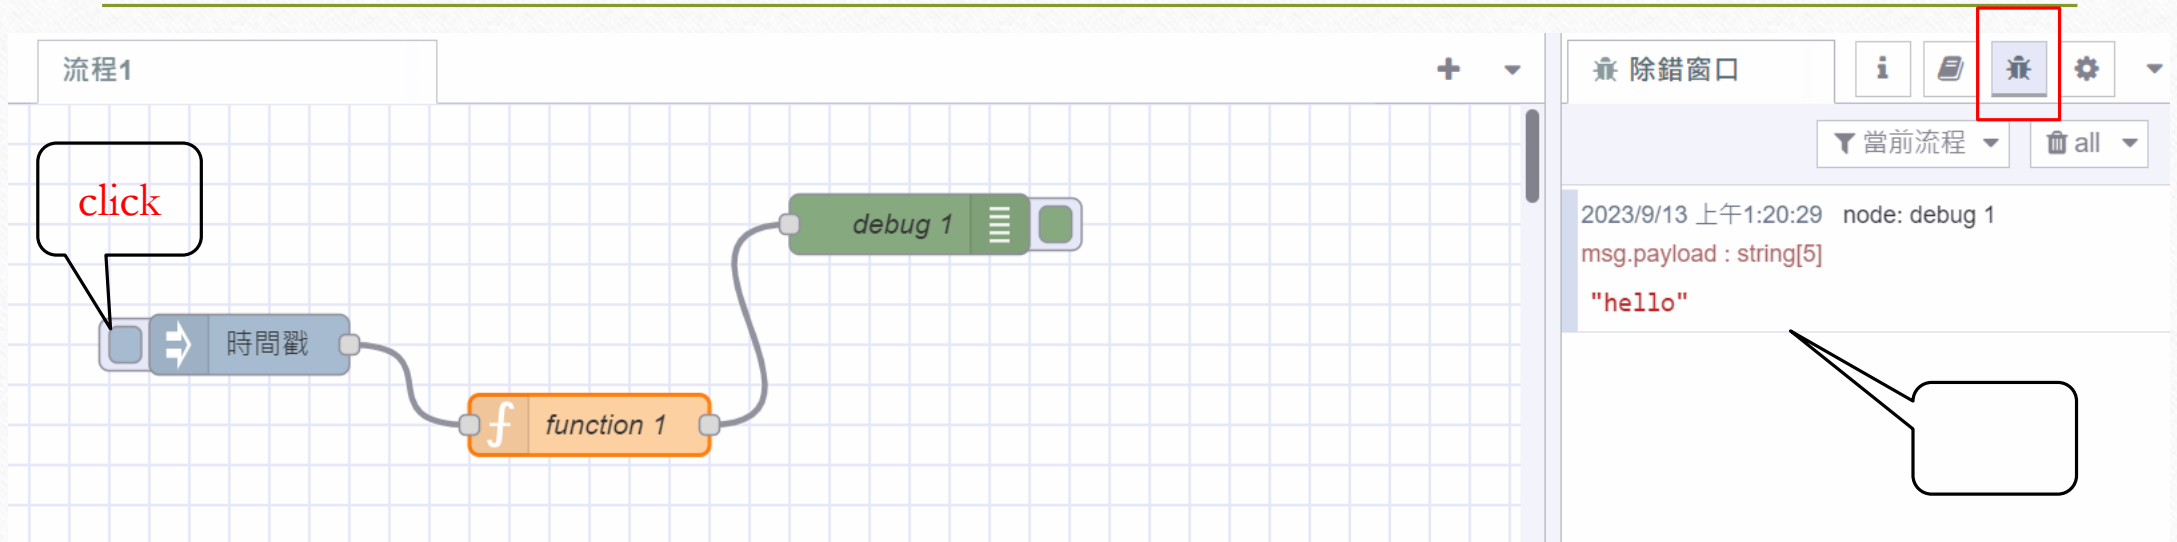 流程1
除錯窗口
當前流程
all
click
debug 1
2023/9/13 上午1:20:29 node: debug 1
msg.payload : string[5]
"hello"
時間戳
function 1